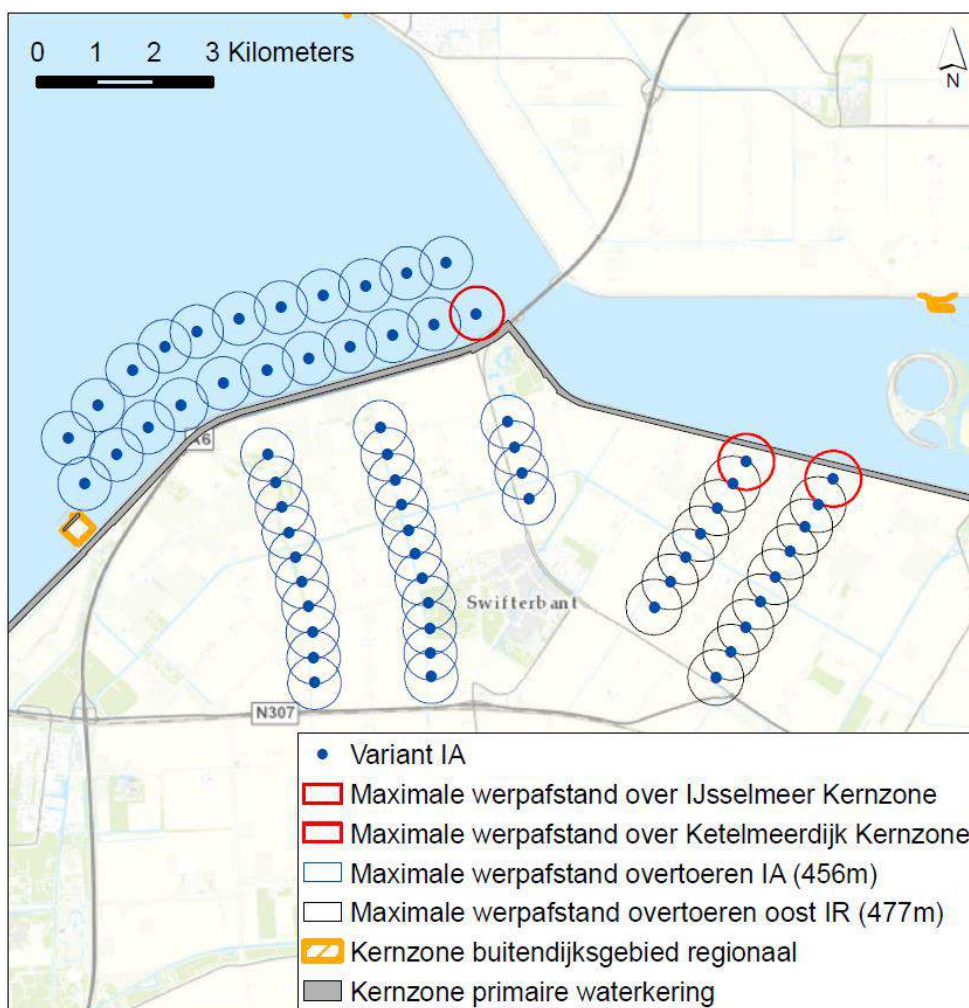 0 1 2 3 Kilometers
N
A6
Swifterbant
N307
Variant IA
Maximale werpafstand over IJsselmeer Kernzone
Maximale werpafstand over Ketelmeerdijk Kernzone
Maximale werpafstand overtoeren IA (456m)
Maximale werpafstand overtoeren oost IR (477m)
Kernzone buitendijksgebied regionaal
Kernzone primaire waterkering